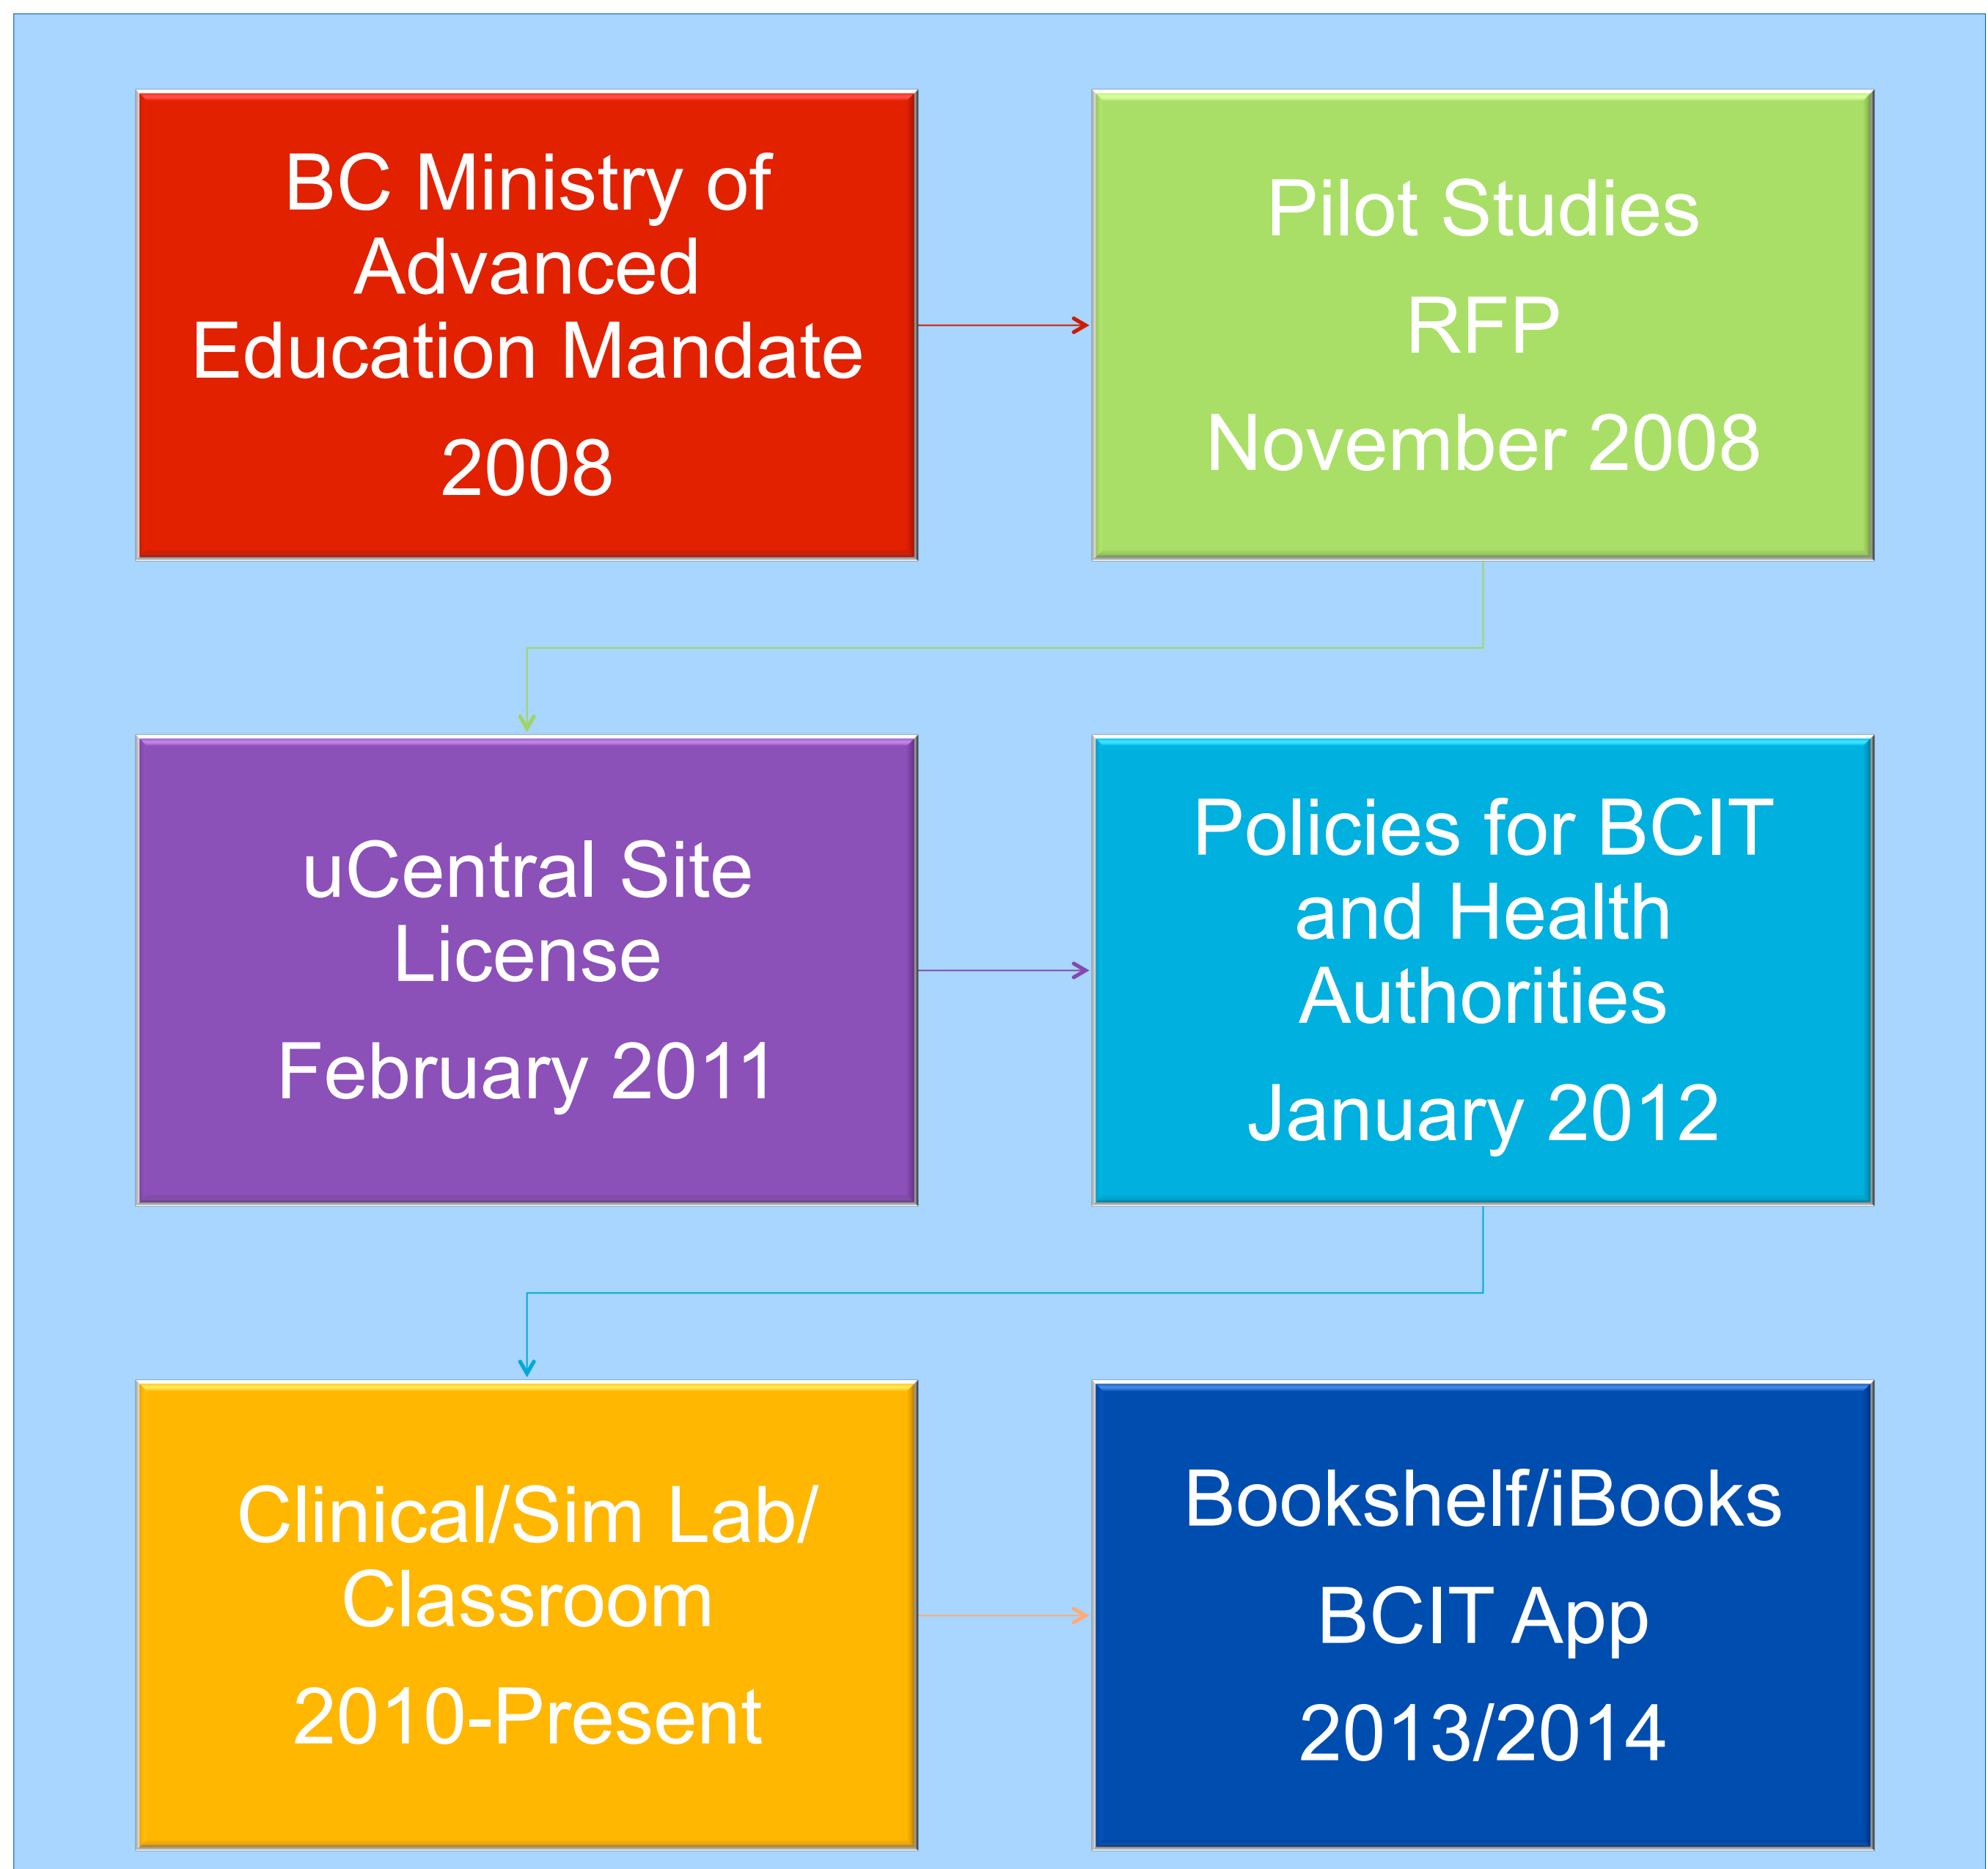 BC Ministry of
Advanced
Education Mandate
2008
Pilot Studies
RFP
November 2008
uCentral Site
License
February 2011
Policies for BCIT
and Health
Authorities
January 2012
Clinical/Sim Lab/
Classroom
2010-Present
Bookshelf/iBooks
BCIT App
2013/2014